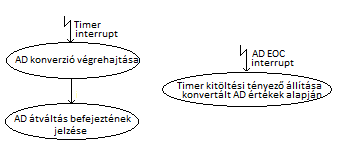 Timer
interrupt
AD konverzió végrehajtása
AD átváltás befejeztének
jelzése
AD EOC
interrupt
Timer kitöltési tényező állítása
konvertált AD értékek alapján